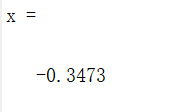 x =
-0.3473